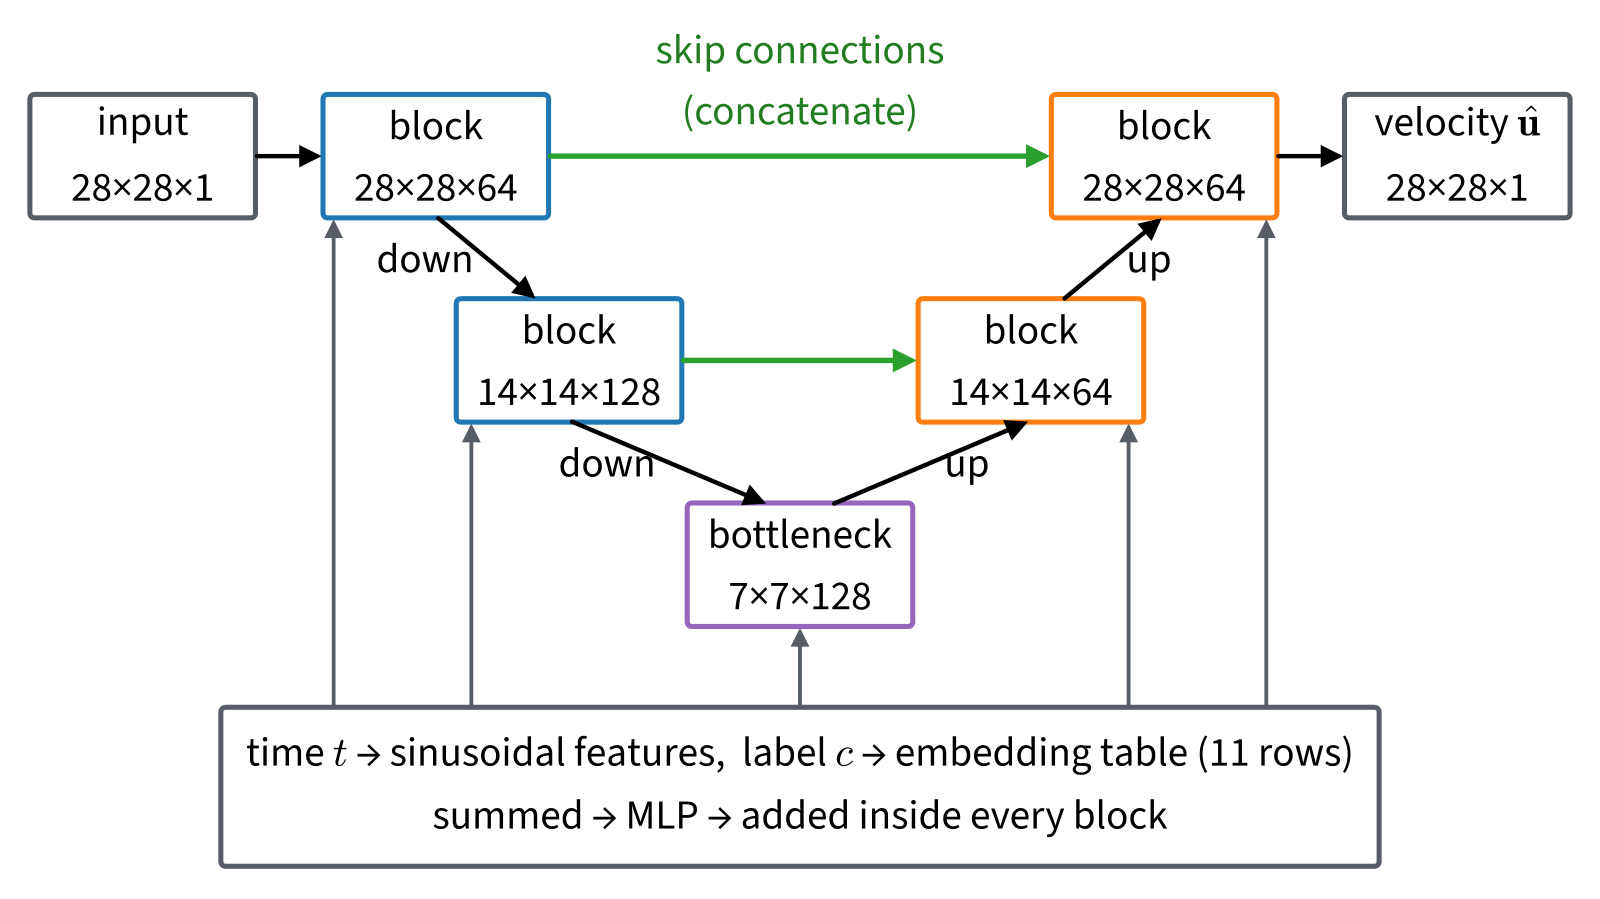 skip connections
(concatenate)
input
28×28×1
block
28×28×64
block
28×28×64
velocity û
28×28×1
down
up
block
14×14×128
block
14×14×64
down
up
bottleneck
7×7×128
time t → sinusoidal features, label c → embedding table (11 rows)
summed → MLP → added inside every block